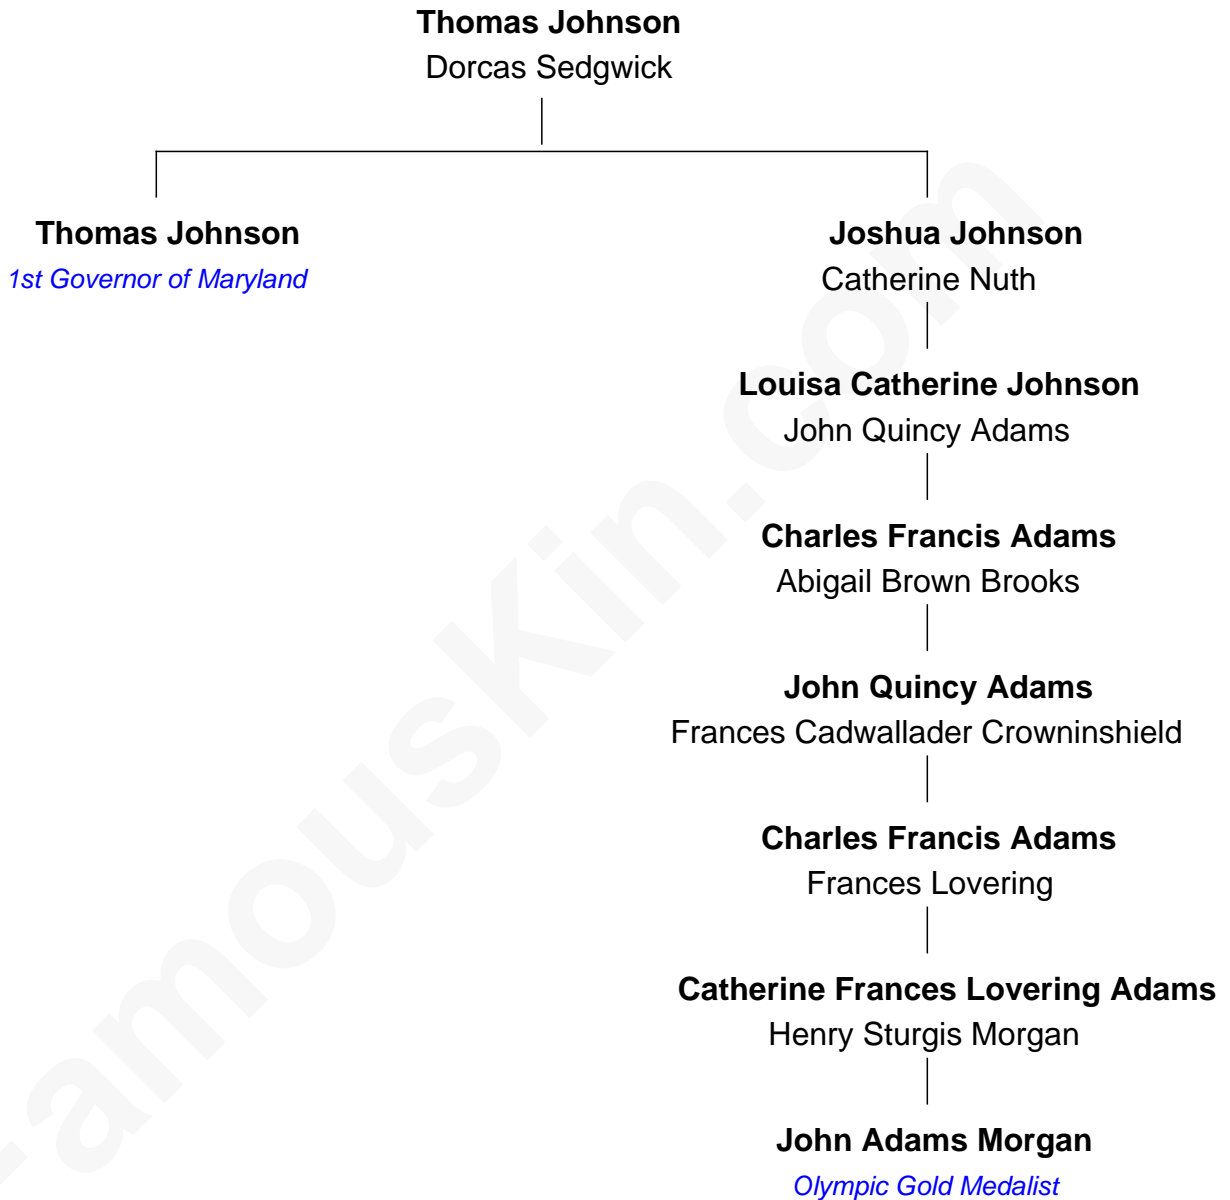 Thomas Johnson
Dorcas Sedgwick
Thomas Johnson
1st Governor of Maryland
Joshua Johnson
Catherine Nuth
Louisa Catherine Johnson
John Quincy Adams
Charles Francis Adams
Abigail Brown Brooks
John Quincy Adams
Frances Cadwallader Crowninshield
Charles Francis Adams
Frances Lovering
Catherine Frances Lovering Adams
Henry Sturgis Morgan
John Adams Morgan
Olympic Gold Medalist
FamousKin.com